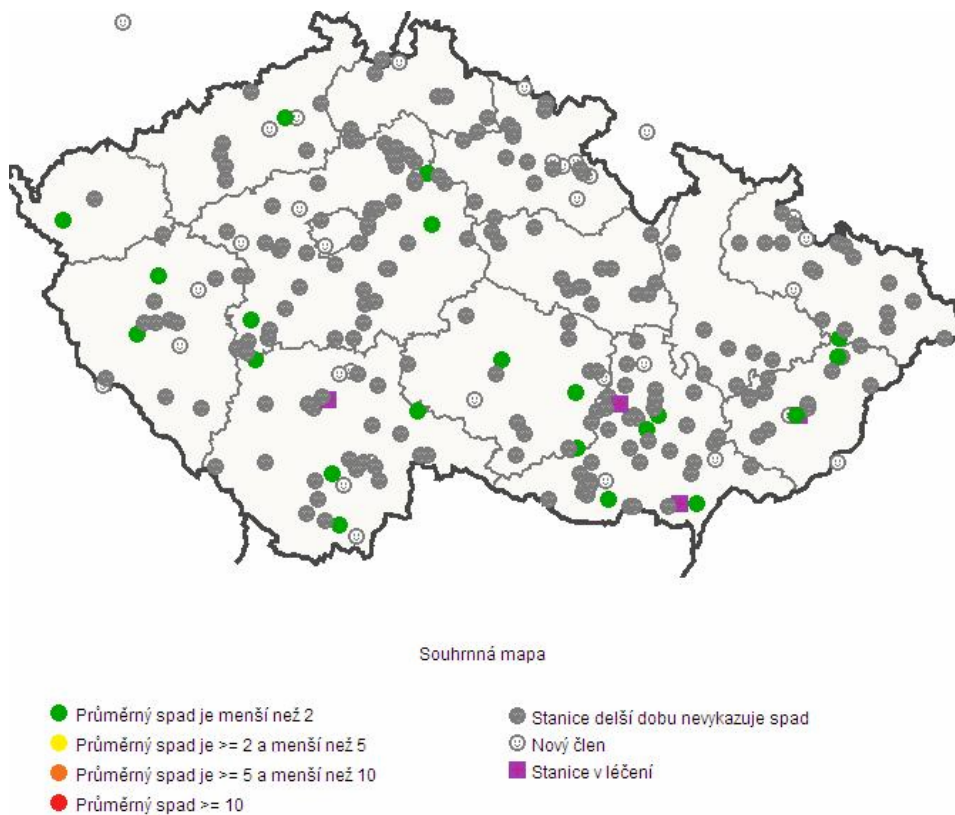 Souhrnná mapa
Průměrný spad je menší než 2
Průměrný spad je >= 2 a menší než 5
Průměrný spad je >= 5 a menší než 10
Průměrný spad >= 10
Stanice delší dobu nevykazuje spad
Nový člen
Stanice v léčení